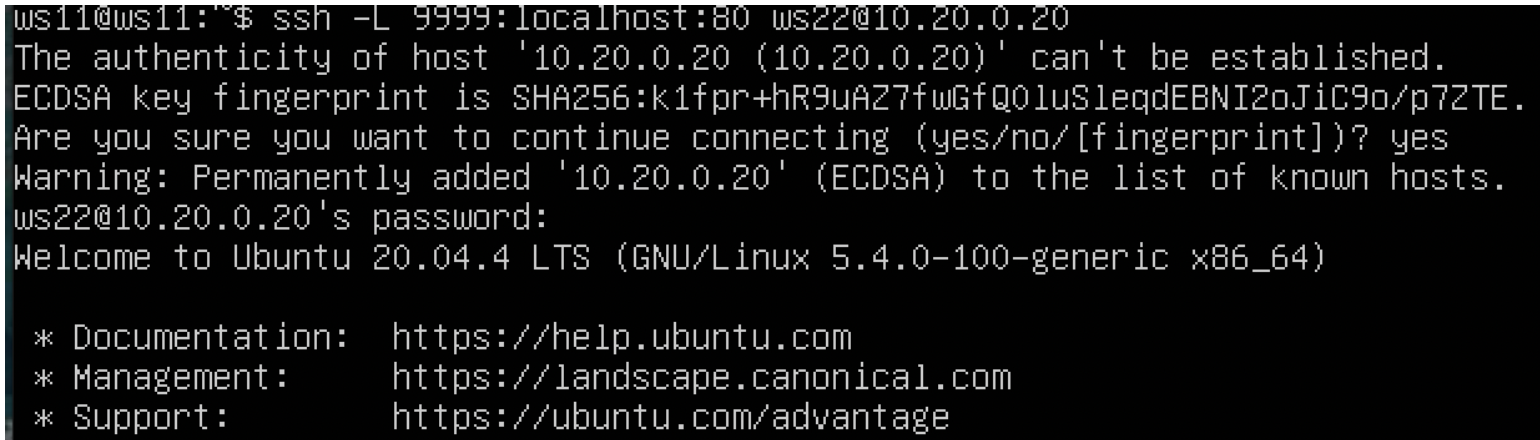 ws11@ws11:~$ ssh -L 9999:localhost:80 ws22@10.20.0.20
The authenticity of host '10.20.0.20 (10.20.0.20)' can't be established.
ECDSA key fingerprint is SHA256:k1fpr+hR9uAZ7fwGfQOluSleqdEBNI2oJiC9o/p7ZTE.
Are you sure you want to continue connecting (yes/no/[fingerprint])? yes
Warning: Permanently added '10.20.0.20' (ECDSA) to the list of known hosts.
ws22@10.20.0.20's password:
Welcome to Ubuntu 20.04.4 LTS (GNU/Linux 5.4.0-100-generic x86_64)
* Documentation: https://help.ubuntu.com
* Management: https://landscape.canonical.com
* Support: https://ubuntu.com/advantage